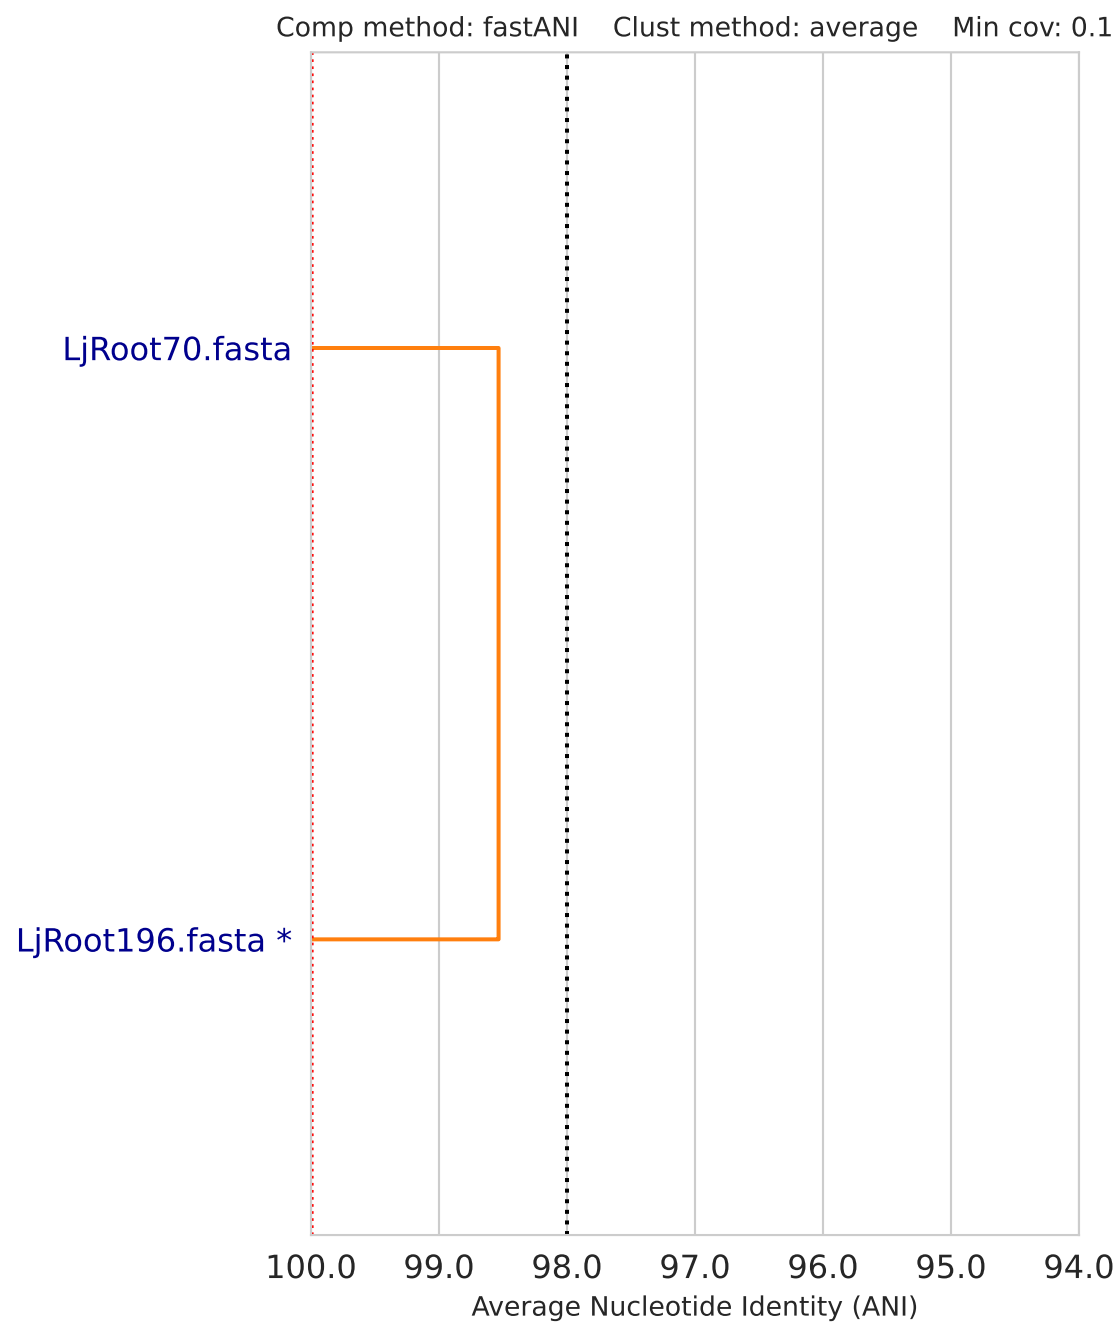 Comp method: fastANI    Clust method: average    Min cov: 0.1
LjRoot70.fasta
LjRoot196.fasta *
100.0 99.0 98.0 97.0 96.0 95.0 94.0
Average Nucleotide Identity (ANI)